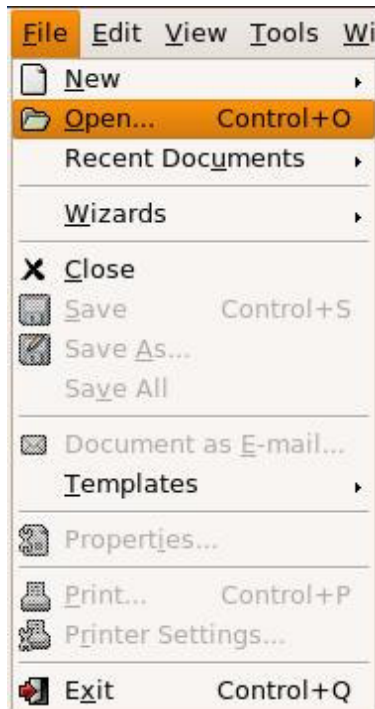 File Edit View Tools Wi
New
Open... Control+O
Recent Documents
Wizards
Close
Save Control+S
Save As...
Save All
Document as E-mail...
Templates
Properties...
Print... Control+P
Printer Settings...
Exit Control+Q